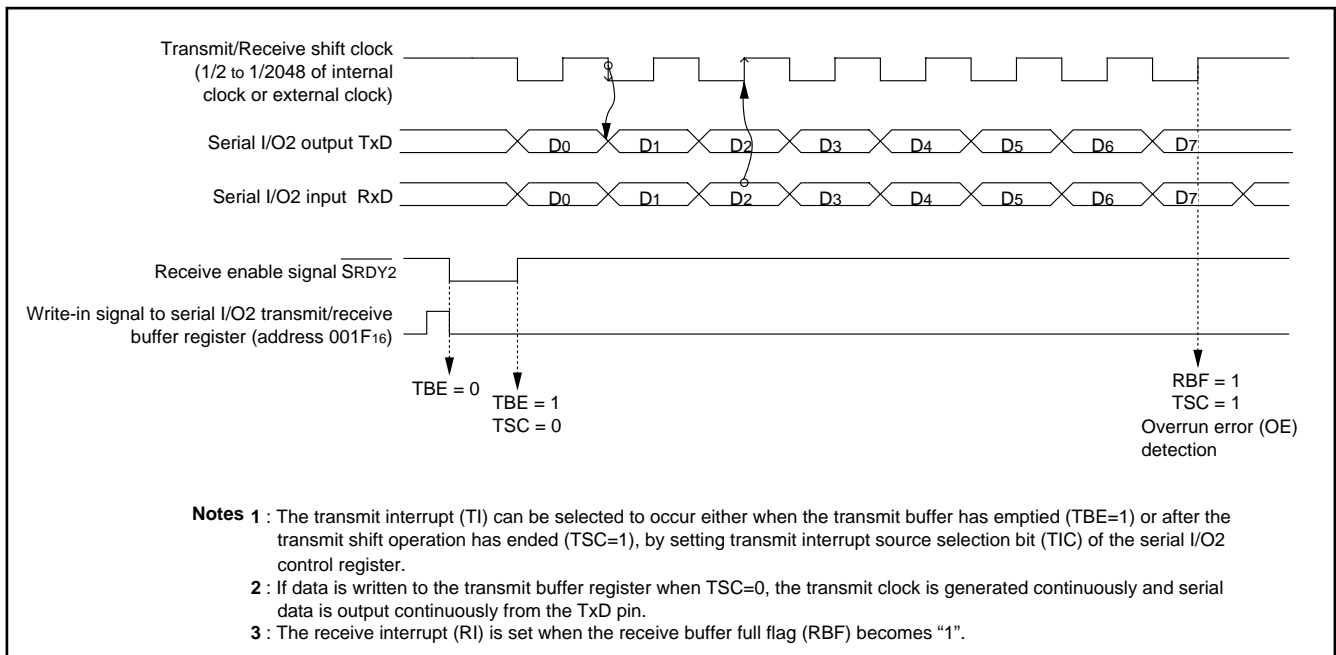 Transmit/Receive shift clock
(1/2 to 1/2048 of internal
clock or external clock)
Serial I/O2 output TxD
D0 D1 D2 D3 D4 D5 D6 D7
Serial I/O2 input RxD
D0 D1 D2 D3 D4 D5 D6 D7
Receive enable signal SRDY2
Write-in signal to serial I/O2 transmit/receive
buffer register (address 001F16)
TBE = 0
TBE = 1
TSC = 0
RBF = 1
TSC = 1
Overrun error (OE)
detection
Notes 1 : The transmit interrupt (TI) can be selected to occur either when the transmit buffer has emptied (TBE=1) or after the
transmit shift operation has ended (TSC=1), by setting transmit interrupt source selection bit (TIC) of the serial I/O2
control register.
2 : If data is written to the transmit buffer register when TSC=0, the transmit clock is generated continuously and serial
data is output continuously from the TxD pin.
3 : The receive interrupt (RI) is set when the receive buffer full flag (RBF) becomes “1”.